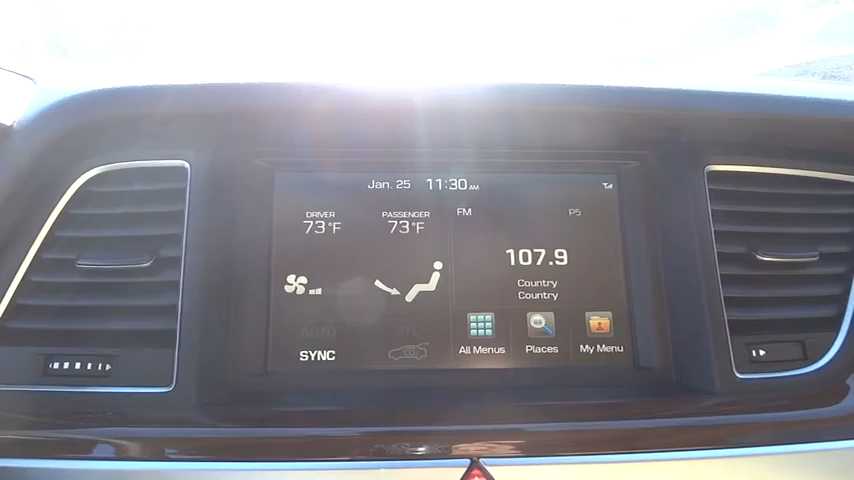 Jan. 25 11:30 AM
DRIVER
73°F
PASSENGER
73°F
FM P5
107.9
Country
Country
AUTO
A/C
SYNC
All Menus
Places
My Menu